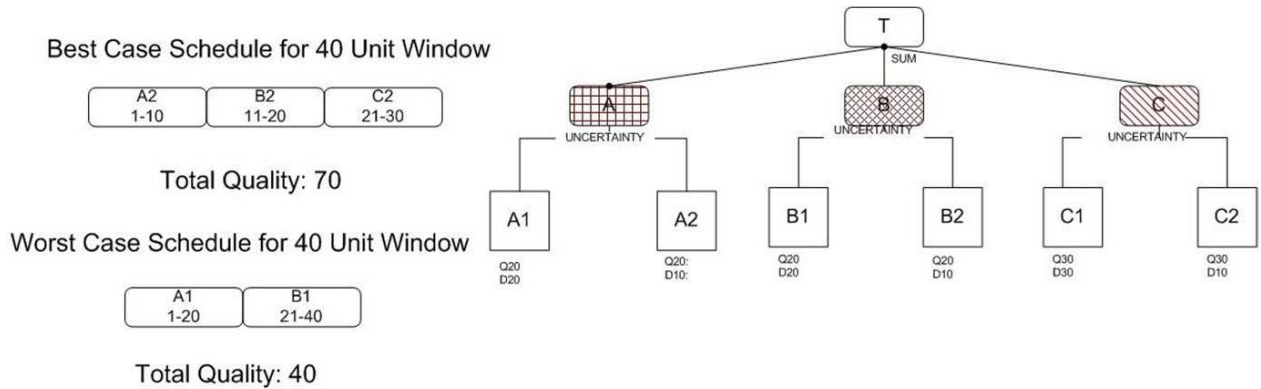 Best Case Schedule for 40 Unit Window
A2
1-10
B2
11-20
C2
21-30
Total Quality: 70
Worst Case Schedule for 40 Unit Window
A1
1-20
B1
21-40
Total Quality: 40
T
SUM
A
B
C
UNCERTAINTY
UNCERTAINTY
UNCERTAINTY
A1
A2
B1
B2
C1
C2
Q20
D20
Q20:
D10:
Q20
D20
Q20
D10
Q30
D30
Q30
D10